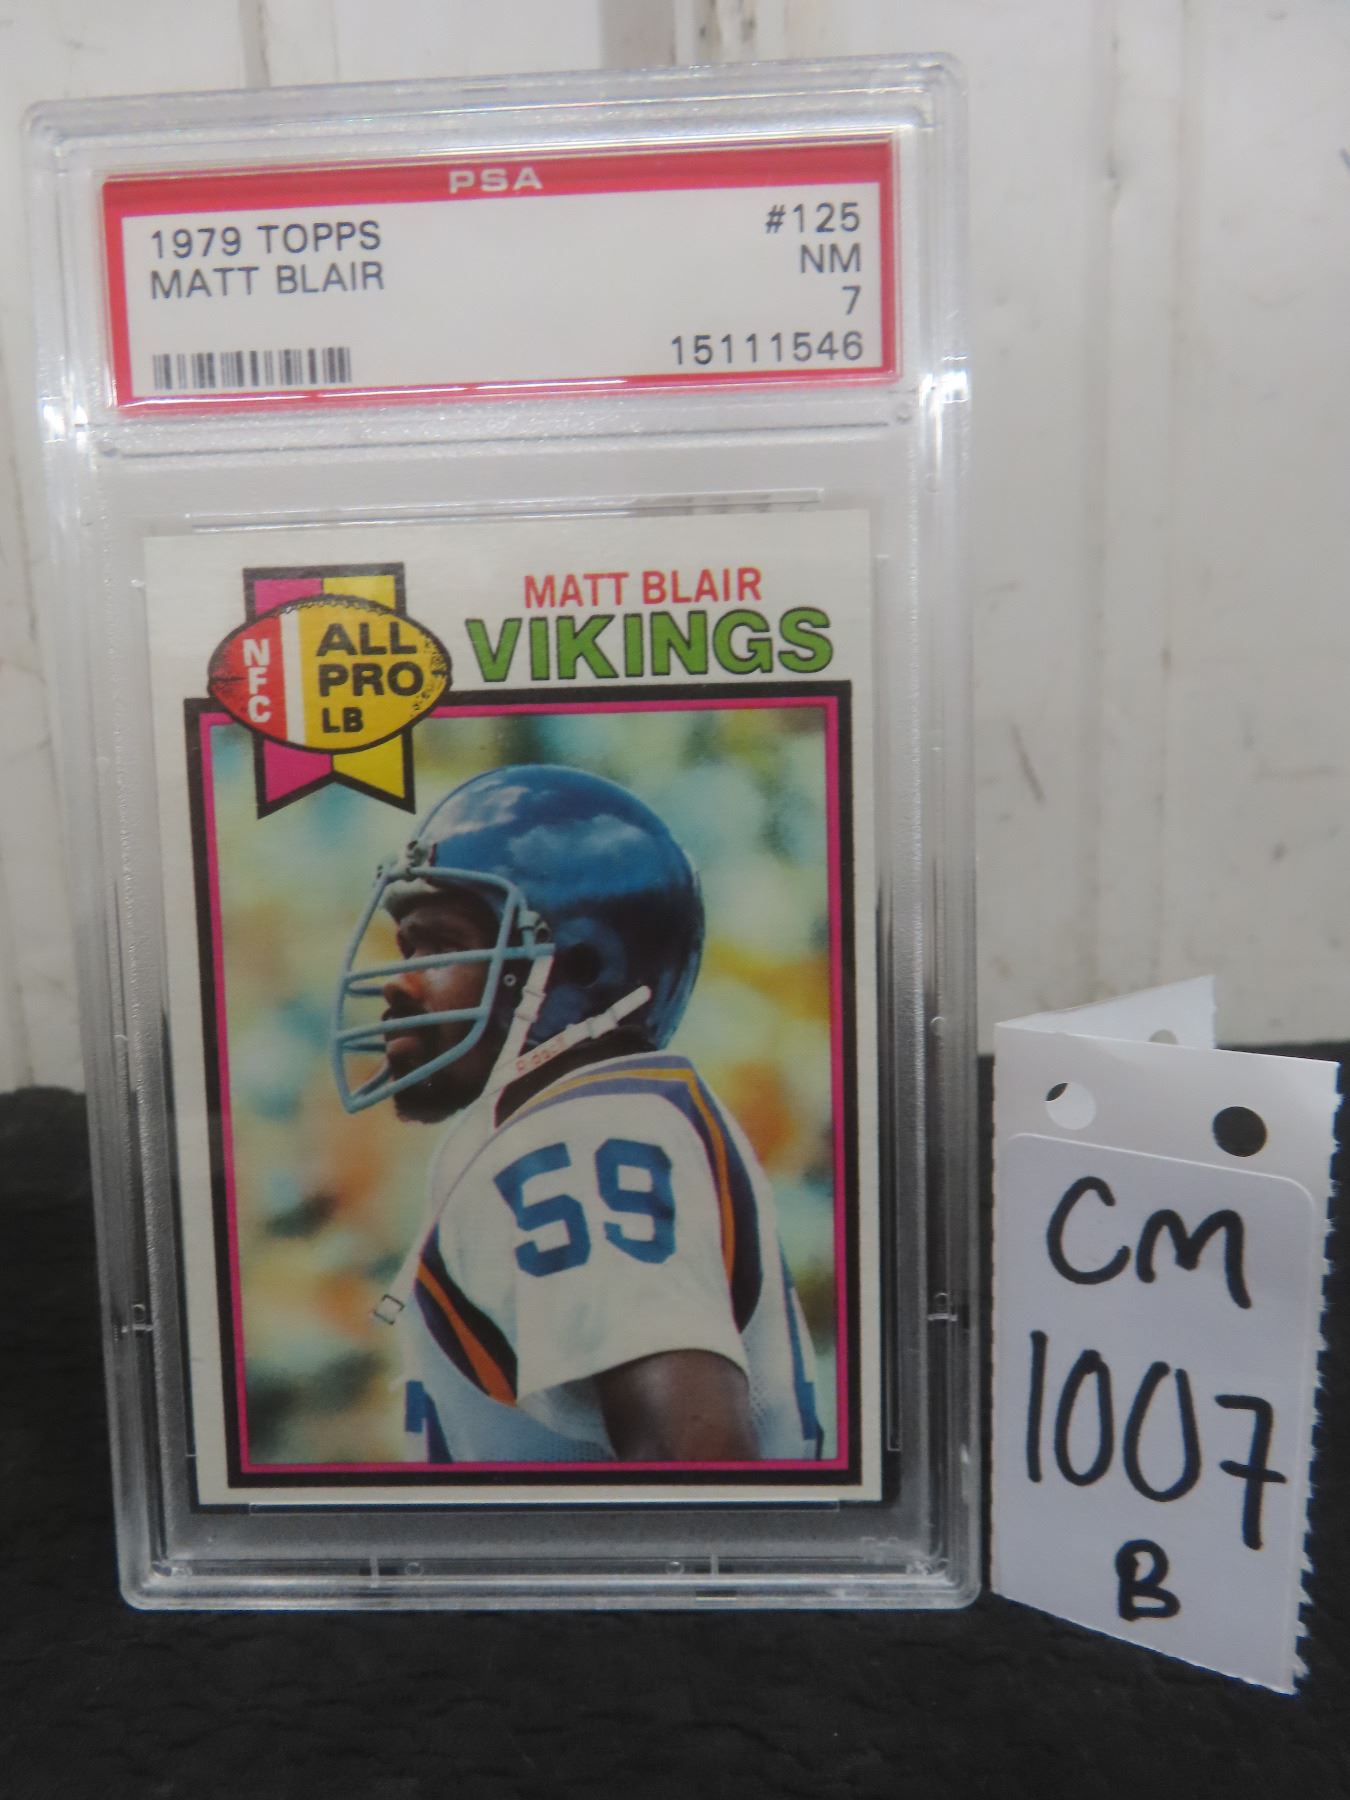 PSA
1979 TOPPS
MATT BLAIR
#125
NM
7
15111546
NFC
ALL
PRO
LB
MATT BLAIR
VIKINGS
59
CM
1007
B